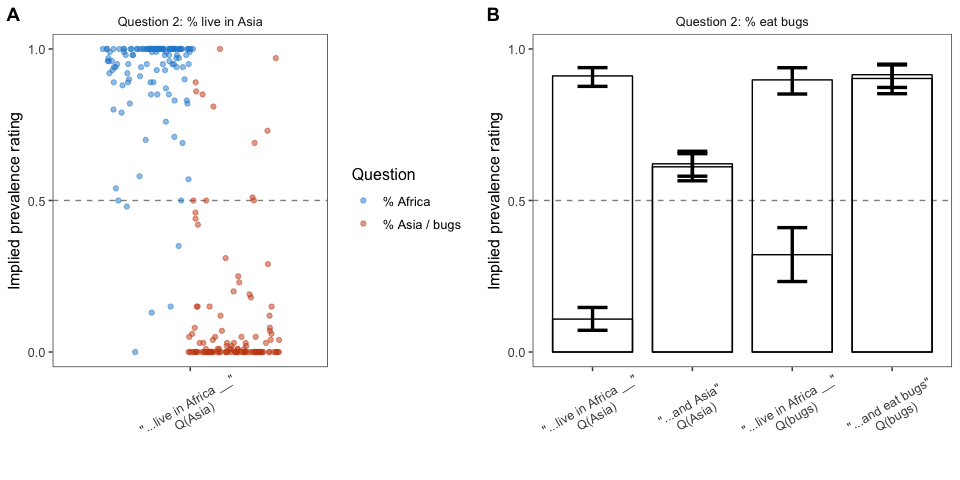 A
Question 2: % live in Asia
Implied prevalence rating
1.0
0.5
0.0
"...live in Africa __"
Q(Asia)
Question
% Africa
% Asia / bugs
B
Question 2: % eat bugs
Implied prevalence rating
1.0
0.5
0.0
"...live in Africa __"
Q(Asia)
"...and Asia"
Q(Asia)
"...live in Africa __"
Q(bugs)
"...and eat bugs"
Q(bugs)